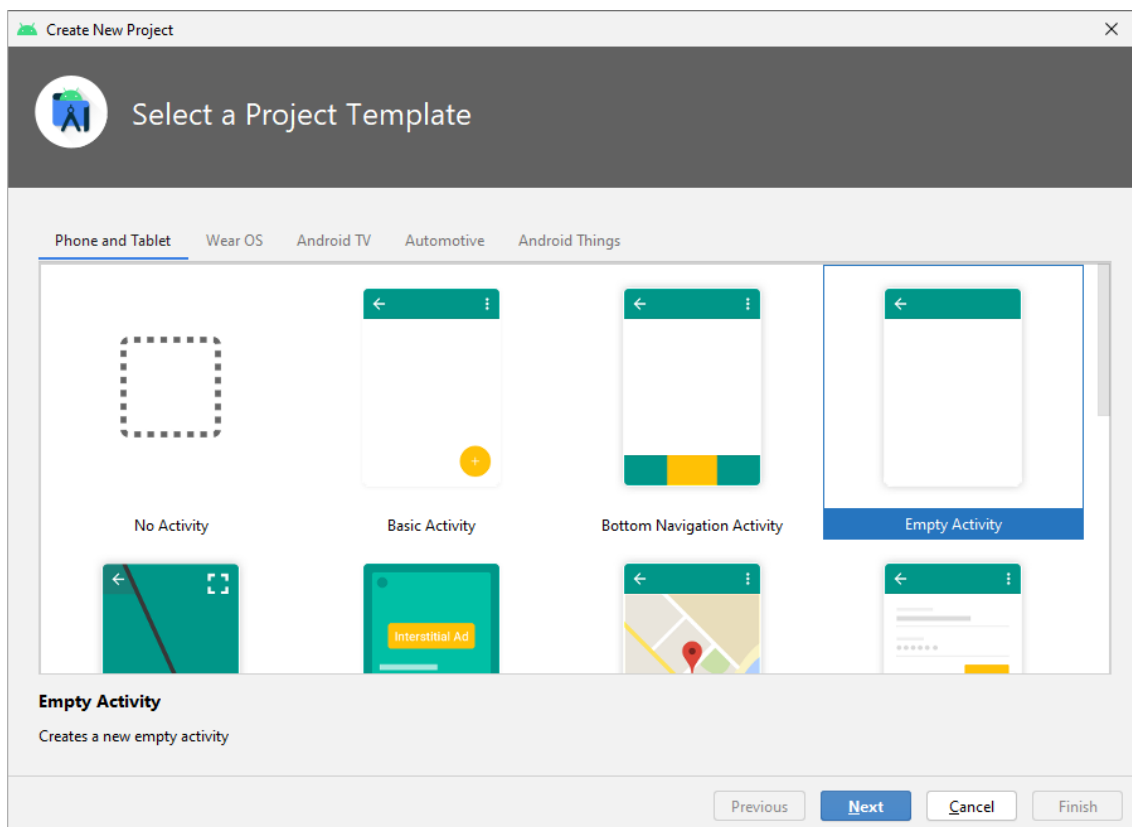 Create New Project
Select a Project Template
Phone and Tablet Wear OS Android TV Automotive Android Things
No Activity Basic Activity Bottom Navigation Activity Empty Activity
Interstitial Ad
Empty Activity
Creates a new empty activity
Previous Next Cancel Finish